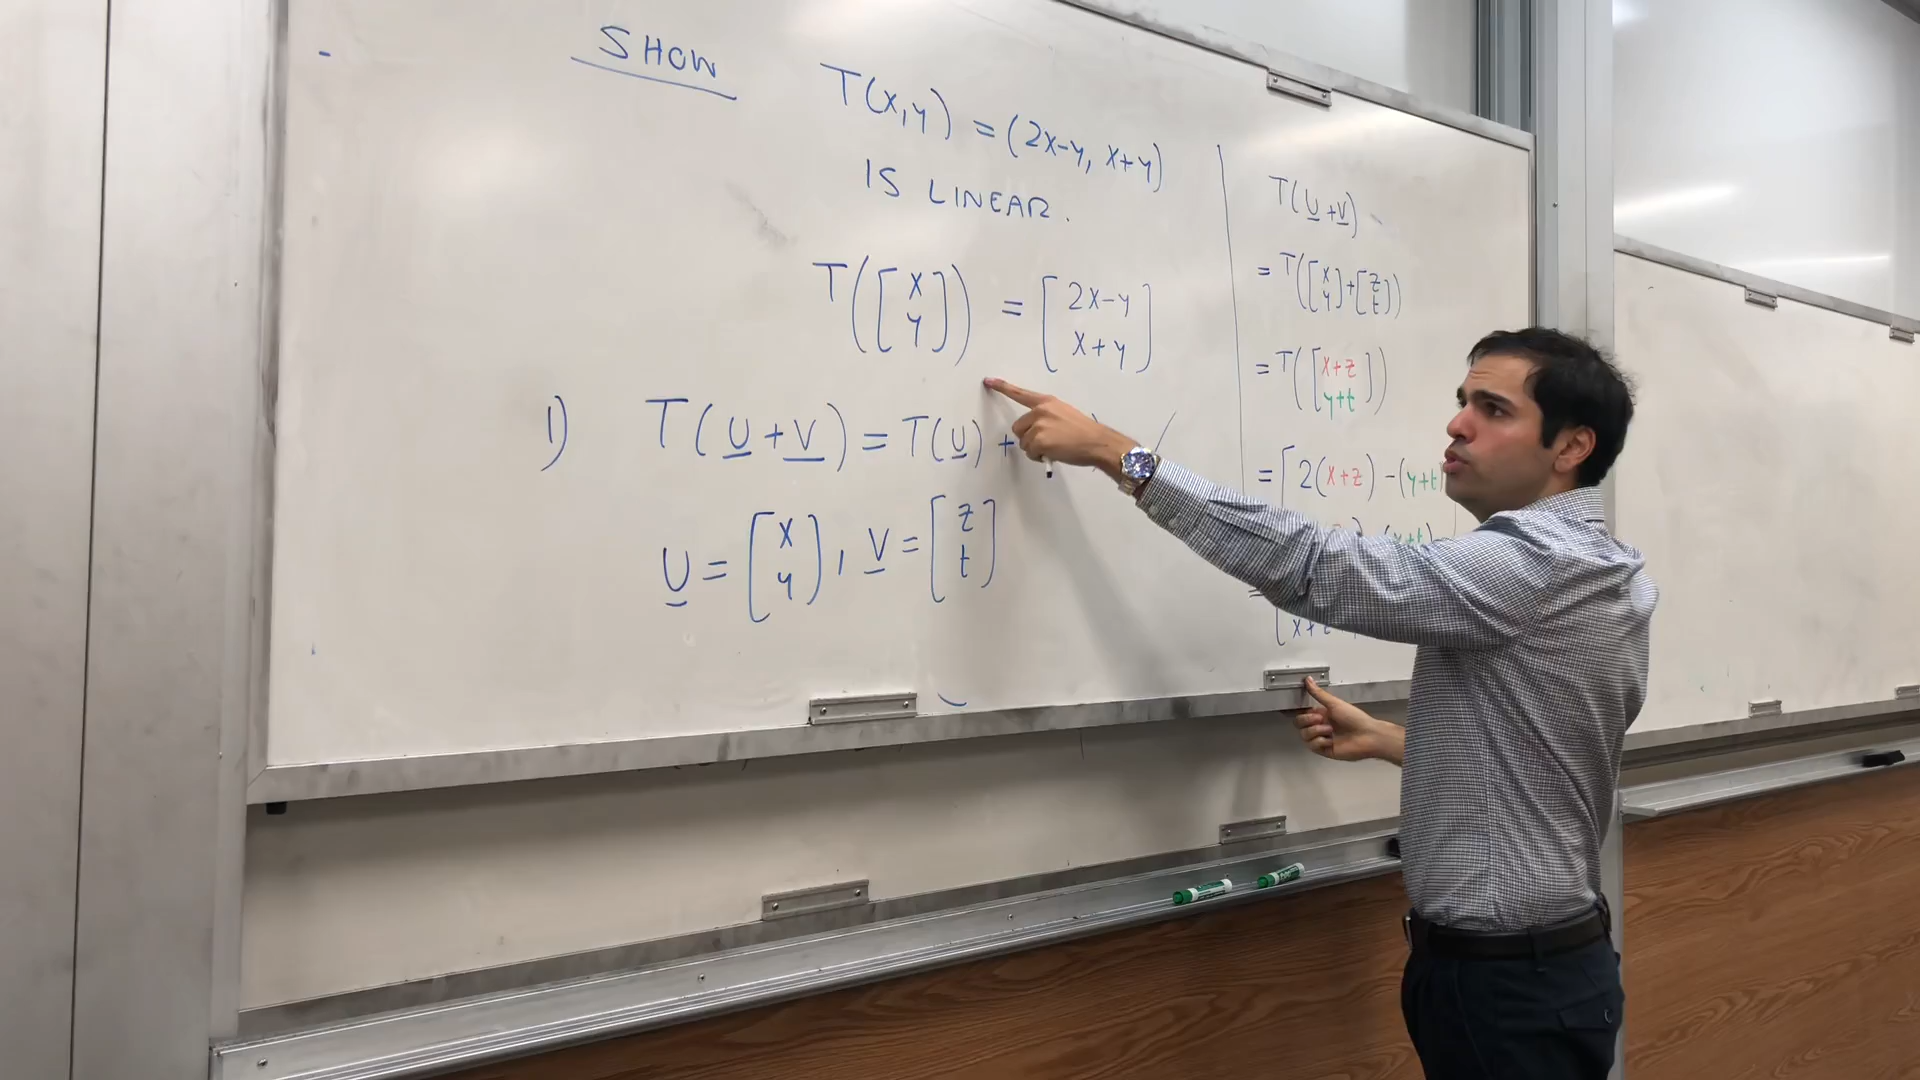 SHOW
T(x,y) = (2x-y, x+y)
IS LINEAR.
T([x y]) = [2x-y x+y]
1) T(u+v) = T(u) +
u = [x y], v = [z t]
T(u+v)
= T([x y]+[z t])
= T([x+z y+t])
= [2(x+z) -(y+t)